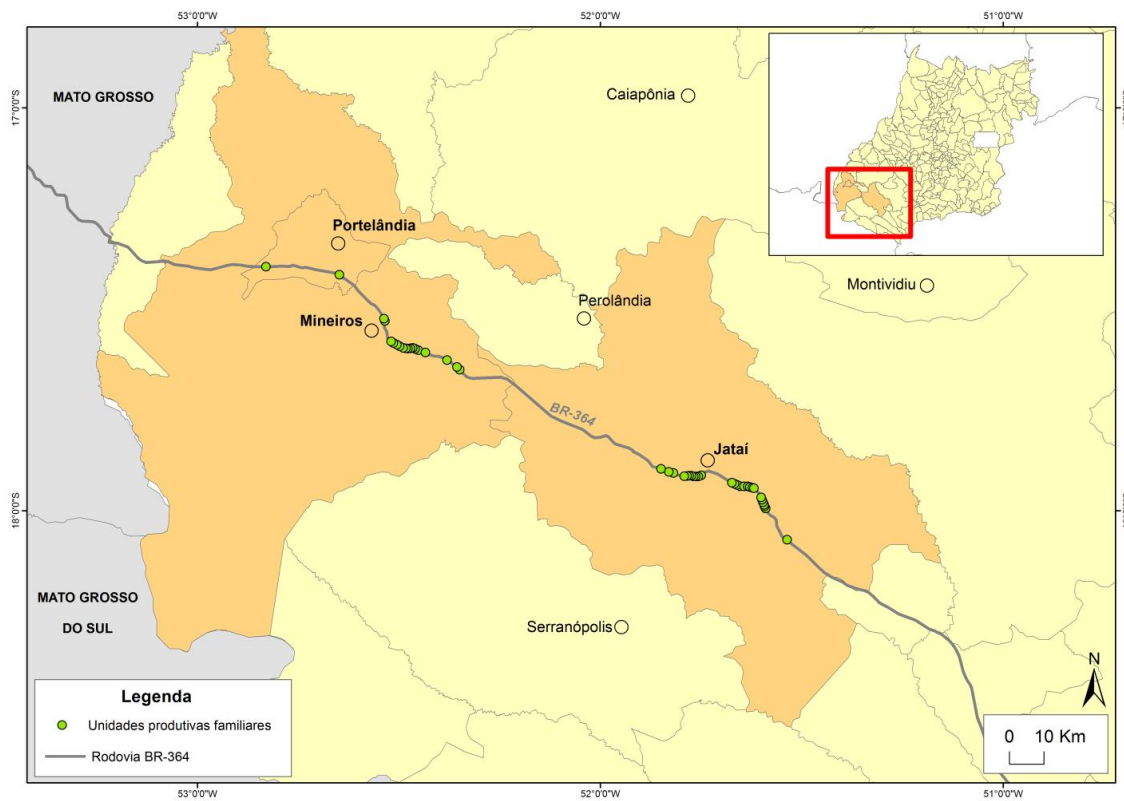 53°0'0"W
52°0'0"W
51°0'0"W
MATO GROSSO
Caiapônia
17°0'0"S
Portelândia
Montividiu
Perolândia
Mineiros
BR-364
Jataí
18°0'0"S
MATO GROSSO
DO SUL
Serranópolis
N
Legenda
Unidades produtivas familiares
Rodovia BR-364
0 10 Km
53°0'0"W
52°0'0"W
51°0'0"W